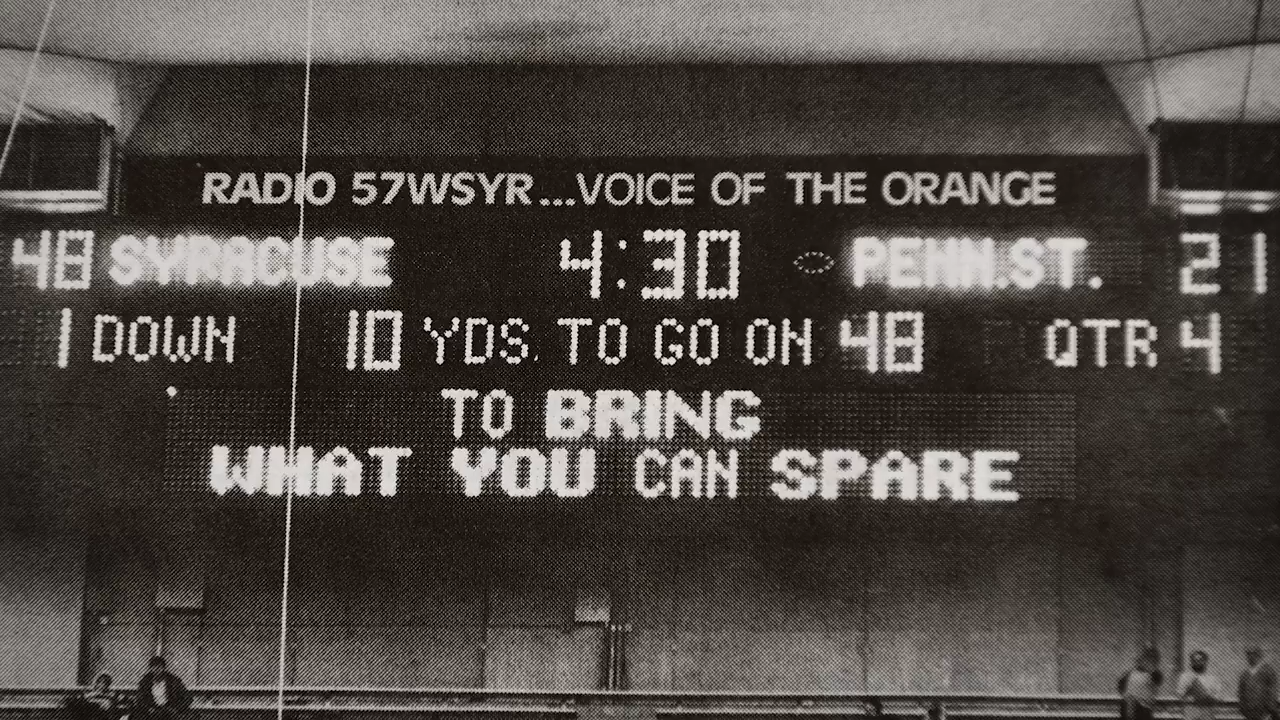 RADIO 57WSYR...VOICE OF THE ORANGE
48 SYRACUSE 4:30 PENN.ST. 21
1 DOWN 10 YDS. TO GO ON 48 QTR 4
TO BRING
WHAT YOU CAN SPARE